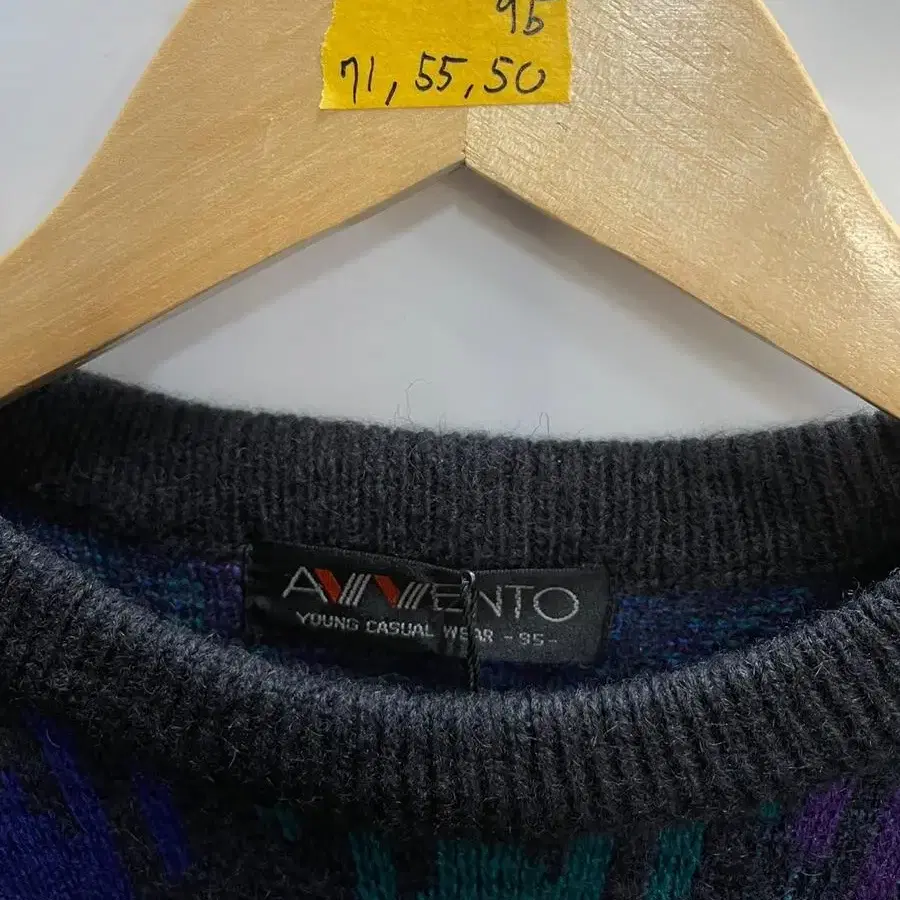 95
71, 55, 50
AVVENTO
YOUNG CASUAL WEAR -95-